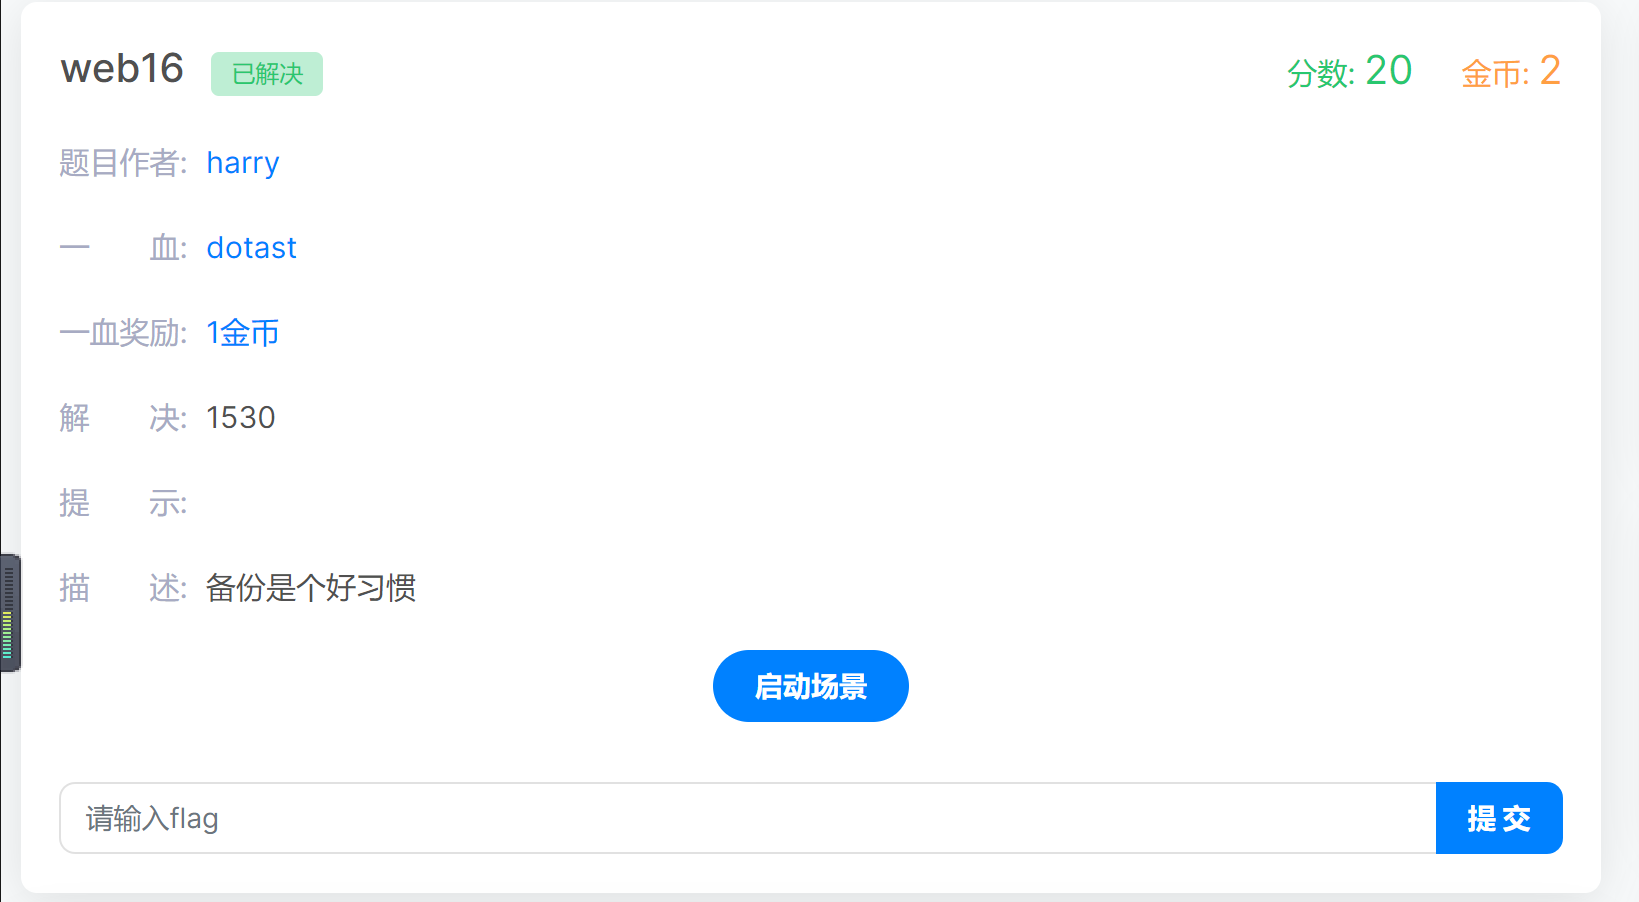 web16 已解决 分数: 20 金币: 2
题目作者: harry
一 血: dotast
一血奖励: 1金币
解 决: 1530
提 示:
描 述: 备份是个好习惯
启动场景
请输入flag 提 交